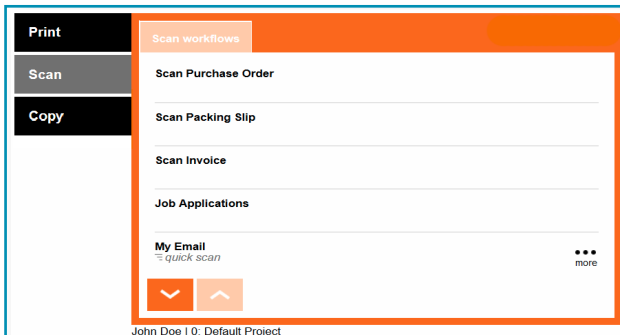 Print
Scan workflows
Scan
Scan Purchase Order
Copy
Scan Packing Slip
Scan Invoice
Job Applications
My Email
quick scan
more
John Doe | 0: Default Project